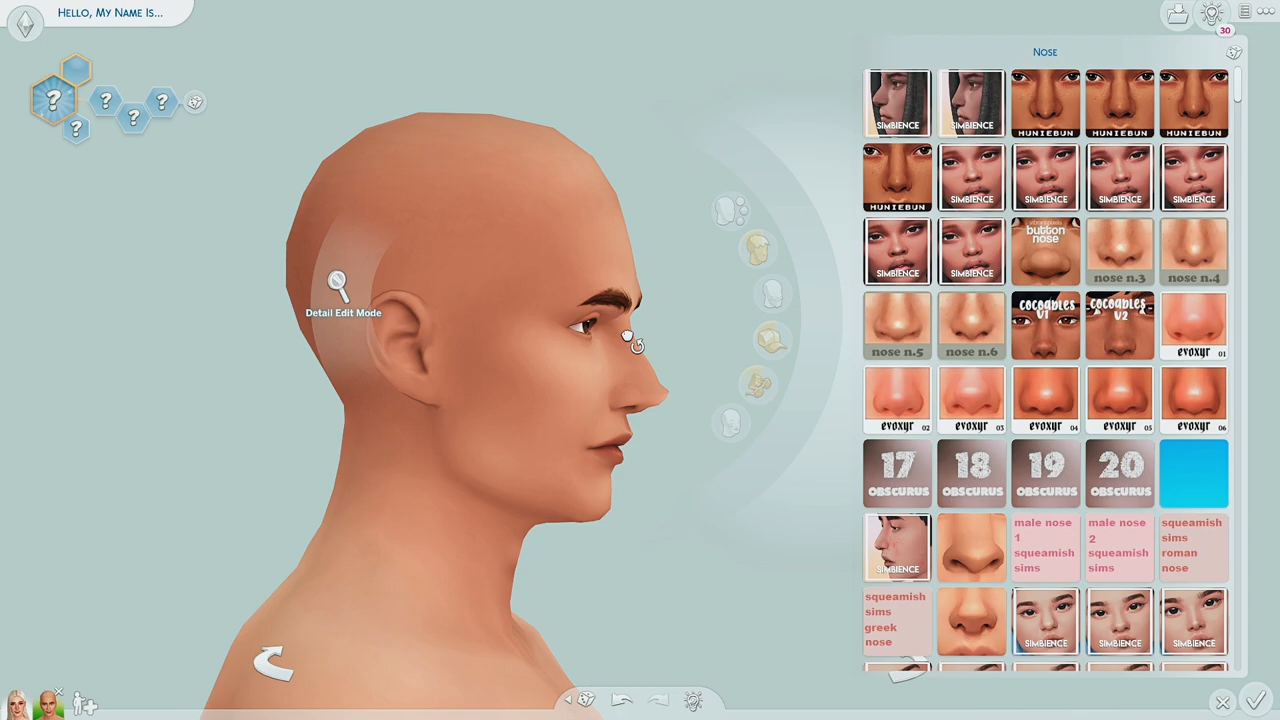 Hello, My Name Is...
30
Nose
SIMBIENCE
SIMBIENCE
HUNIEBUN
HUNIEBUN
HUNIEBUN
HUNIEBUN
SIMBIENCE
SIMBIENCE
SIMBIENCE
SIMBIENCE
SIMBIENCE
SIMBIENCE
button
nose
nose n.3
nose n.4
Detail Edit Mode
nose n.5
nose n.6
COCOABLES
V1
COCOABLES
V2
evoxyr 01
evoxyr 02
evoxyr 03
evoxyr 04
evoxyr 05
evoxyr 06
17
OBSCURUS
18
OBSCURUS
19
OBSCURUS
20
OBSCURUS
SIMBIENCE
male nose
1
squeamish
sims
male nose
2
squeamish
sims
squeamish
sims
roman
nose
squeamish
sims
greek
nose
SIMBIENCE
SIMBIENCE
SIMBIENCE